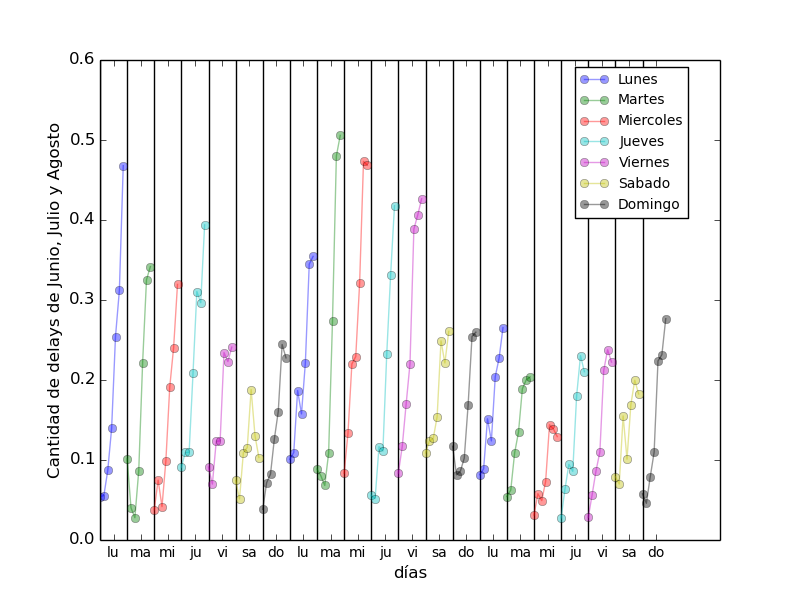 0.6
0.5
0.4
0.3
0.2
0.1
0.0
Cantidad de delays de Junio, Julio y Agosto
Lunes
Martes
Miercoles
Jueves
Viernes
Sabado
Domingo
lu ma mi ju vi sa do lu ma mi ju vi sa do lu ma mi ju vi sa do
días